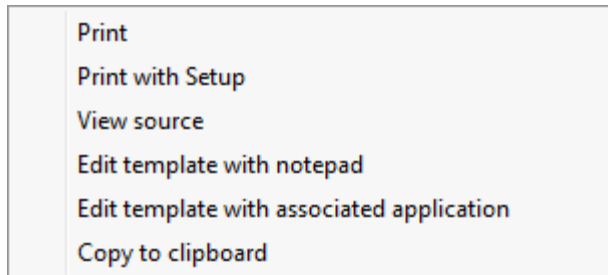 Print
Print with Setup
View source
Edit template with notepad
Edit template with associated application
Copy to clipboard